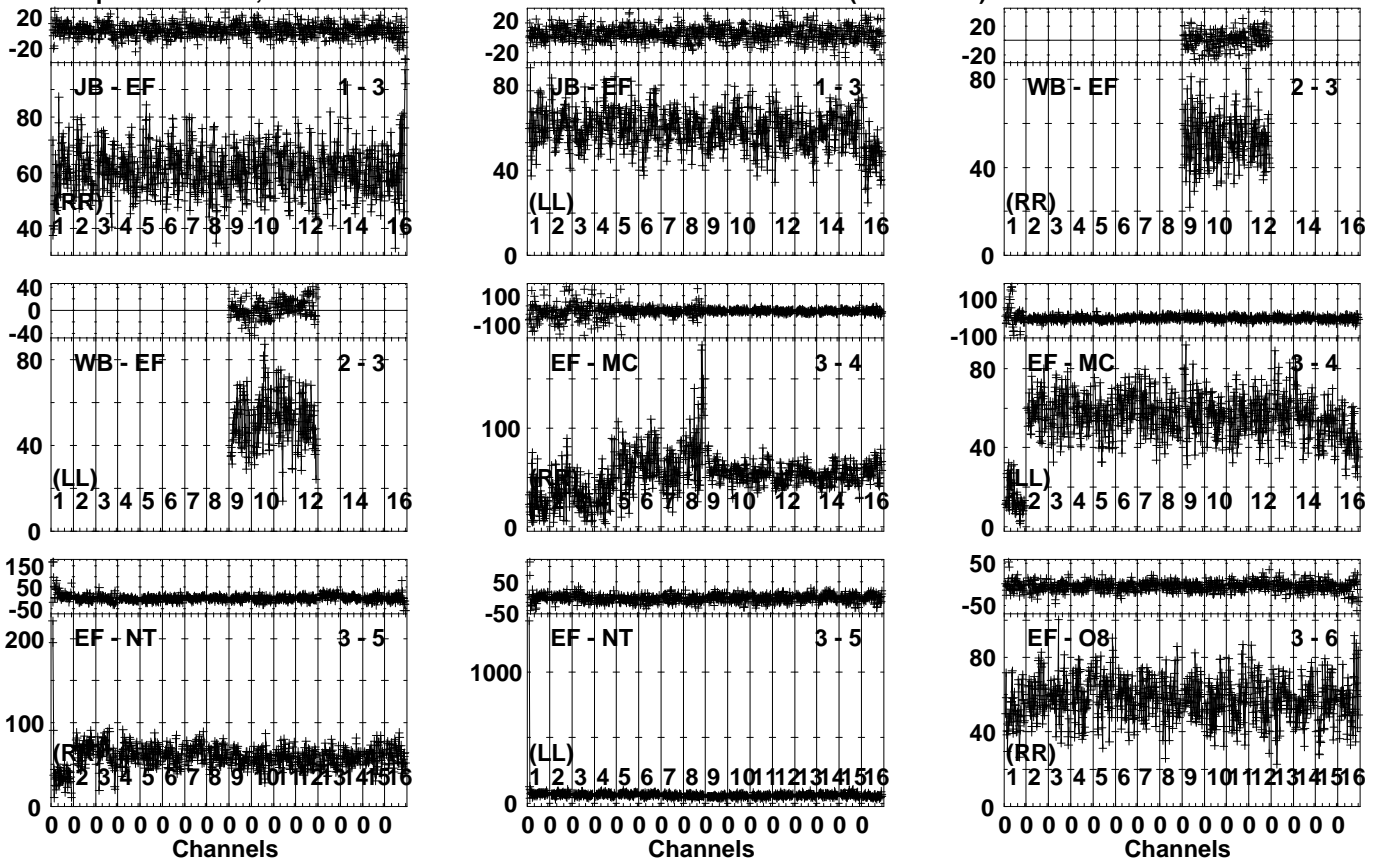 20 20 20
-20 -20 -20
JB - EF 1 - 3 JB - EF 1 - 3 WB - EF 2 - 3
80 80 80
60
40 40 40
(RR) (LL) (RR)
1 2 3 4 5 6 7 8 9 10 12 14 16 1 2 3 4 5 6 7 8 9 10 12 14 16 1 2 3 4 5 6 7 8 9 10 12 14 16
0 0
40 100 100
0
-40 -100 -100
WB - EF 2 - 3 EF - MC 3 - 4 EF - MC 3 - 4
80 100 80
40 40
(LL) (RR) (LL)
1 2 3 4 5 6 7 8 9 10 12 14 16 5 6 7 8 9 10 12 14 16 1 2 3 4 5 6 7 8 9 10 12 14 16
0 0 0
150 50 50
50
-50 -50 -50
EF - NT 3 - 5 EF - NT 3 - 5 EF - O8 3 - 6
200 1000 80
100 40
(LL) (RR)
2 3 4 5 6 7 8 9 10 11 12 13 14 15 16 1 2 3 4 5 6 7 8 9 10 11 12 13 14 15 16 1 2 3 4 5 6 7 8 9 10 11 12 13 14 15 16
0 0 0
0 0 0 0 0 0 0 0 0 0 0 0 0 0 0 0 0 0 0 0 0 0 0 0 0 0 0 0 0 0 0 0 0 0 0 0 0 0 0 0 0 0 0 0 0 0 0 0
Channels Channels Channels